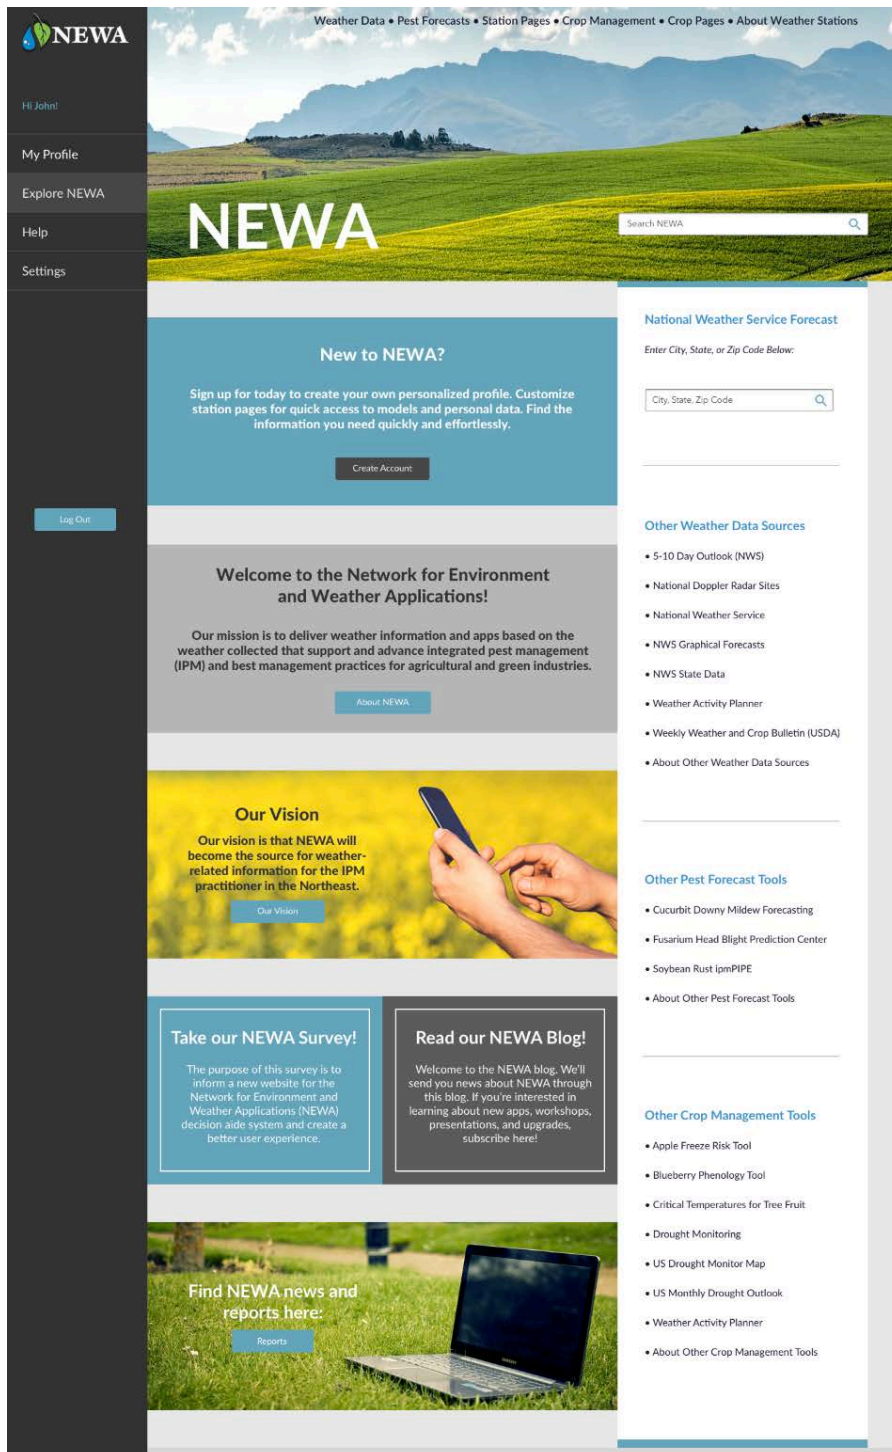 NEWA
Hi John!
My Profile
Explore NEWA
Help
Settings
Log Out
Weather Data • Pest Forecasts • Station Pages • Crop Management • Crop Pages • About Weather Stations
NEWA
Search NEWA
New to NEWA?
Sign up for today to create your own personalized profile. Customize
station pages for quick access to models and personal data. Find the
information you need quickly and effortlessly.
Create Account
Welcome to the Network for Environment
and Weather Applications!
Our mission is to deliver weather information and apps based on the
weather collected that support and advance integrated pest management
(IPM) and best management practices for agricultural and green industries.
About NEWA
Our Vision
Our vision is that NEWA will
become the source for weather-
related information for the IPM
practitioner in the Northeast.
Our Vision
Take our NEWA Survey!
The purpose of this survey is to
inform a new website for the
Network for Environment and
Weather Applications (NEWA)
decision aide system and create a
better user experience.
Read our NEWA Blog!
Welcome to the NEWA blog. We'll
send you news about NEWA through
this blog. If you're interested in
learning about new apps, workshops,
presentations, and upgrades,
subscribe here!
Find NEWA news and
reports here:
Reports
National Weather Service Forecast
Enter City, State, or Zip Code Below:
City, State, Zip Code
Other Weather Data Sources
• 5-10 Day Outlook (NWS)
• National Doppler Radar Sites
• National Weather Service
• NWS Graphical Forecasts
• NWS State Data
• Weather Activity Planner
• Weekly Weather and Crop Bulletin (USDA)
• About Other Weather Data Sources
Other Pest Forecast Tools
• Cucurbit Downy Mildew Forecasting
• Fusarium Head Blight Prediction Center
• Soybean Rust ipmPIPE
• About Other Pest Forecast Tools
Other Crop Management Tools
• Apple Freeze Risk Tool
• Blueberry Phenology Tool
• Critical Temperatures for Tree Fruit
• Drought Monitoring
• US Drought Monitor Map
• US Monthly Drought Outlook
• Weather Activity Planner
• About Other Crop Management Tools